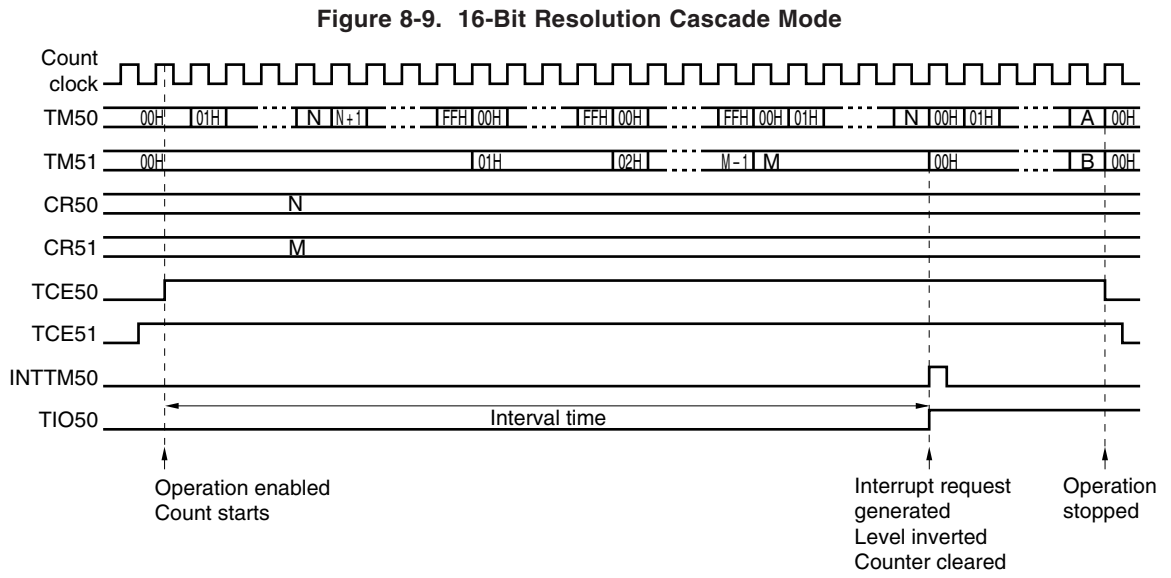 Figure 8-9. 16-Bit Resolution Cascade Mode
Count
clock
TM50 00H 01H N N+1 FFH 00H FFH 00H FFH 00H 01H N 00H 01H A 00H
TM51 00H 01H 02H M-1 M 00H B 00H
CR50 N
CR51 M
TCE50
TCE51
INTTM50
TIO50 Interval time
Operation enabled
Count starts
Interrupt request
generated
Level inverted
Counter cleared
Operation
stopped